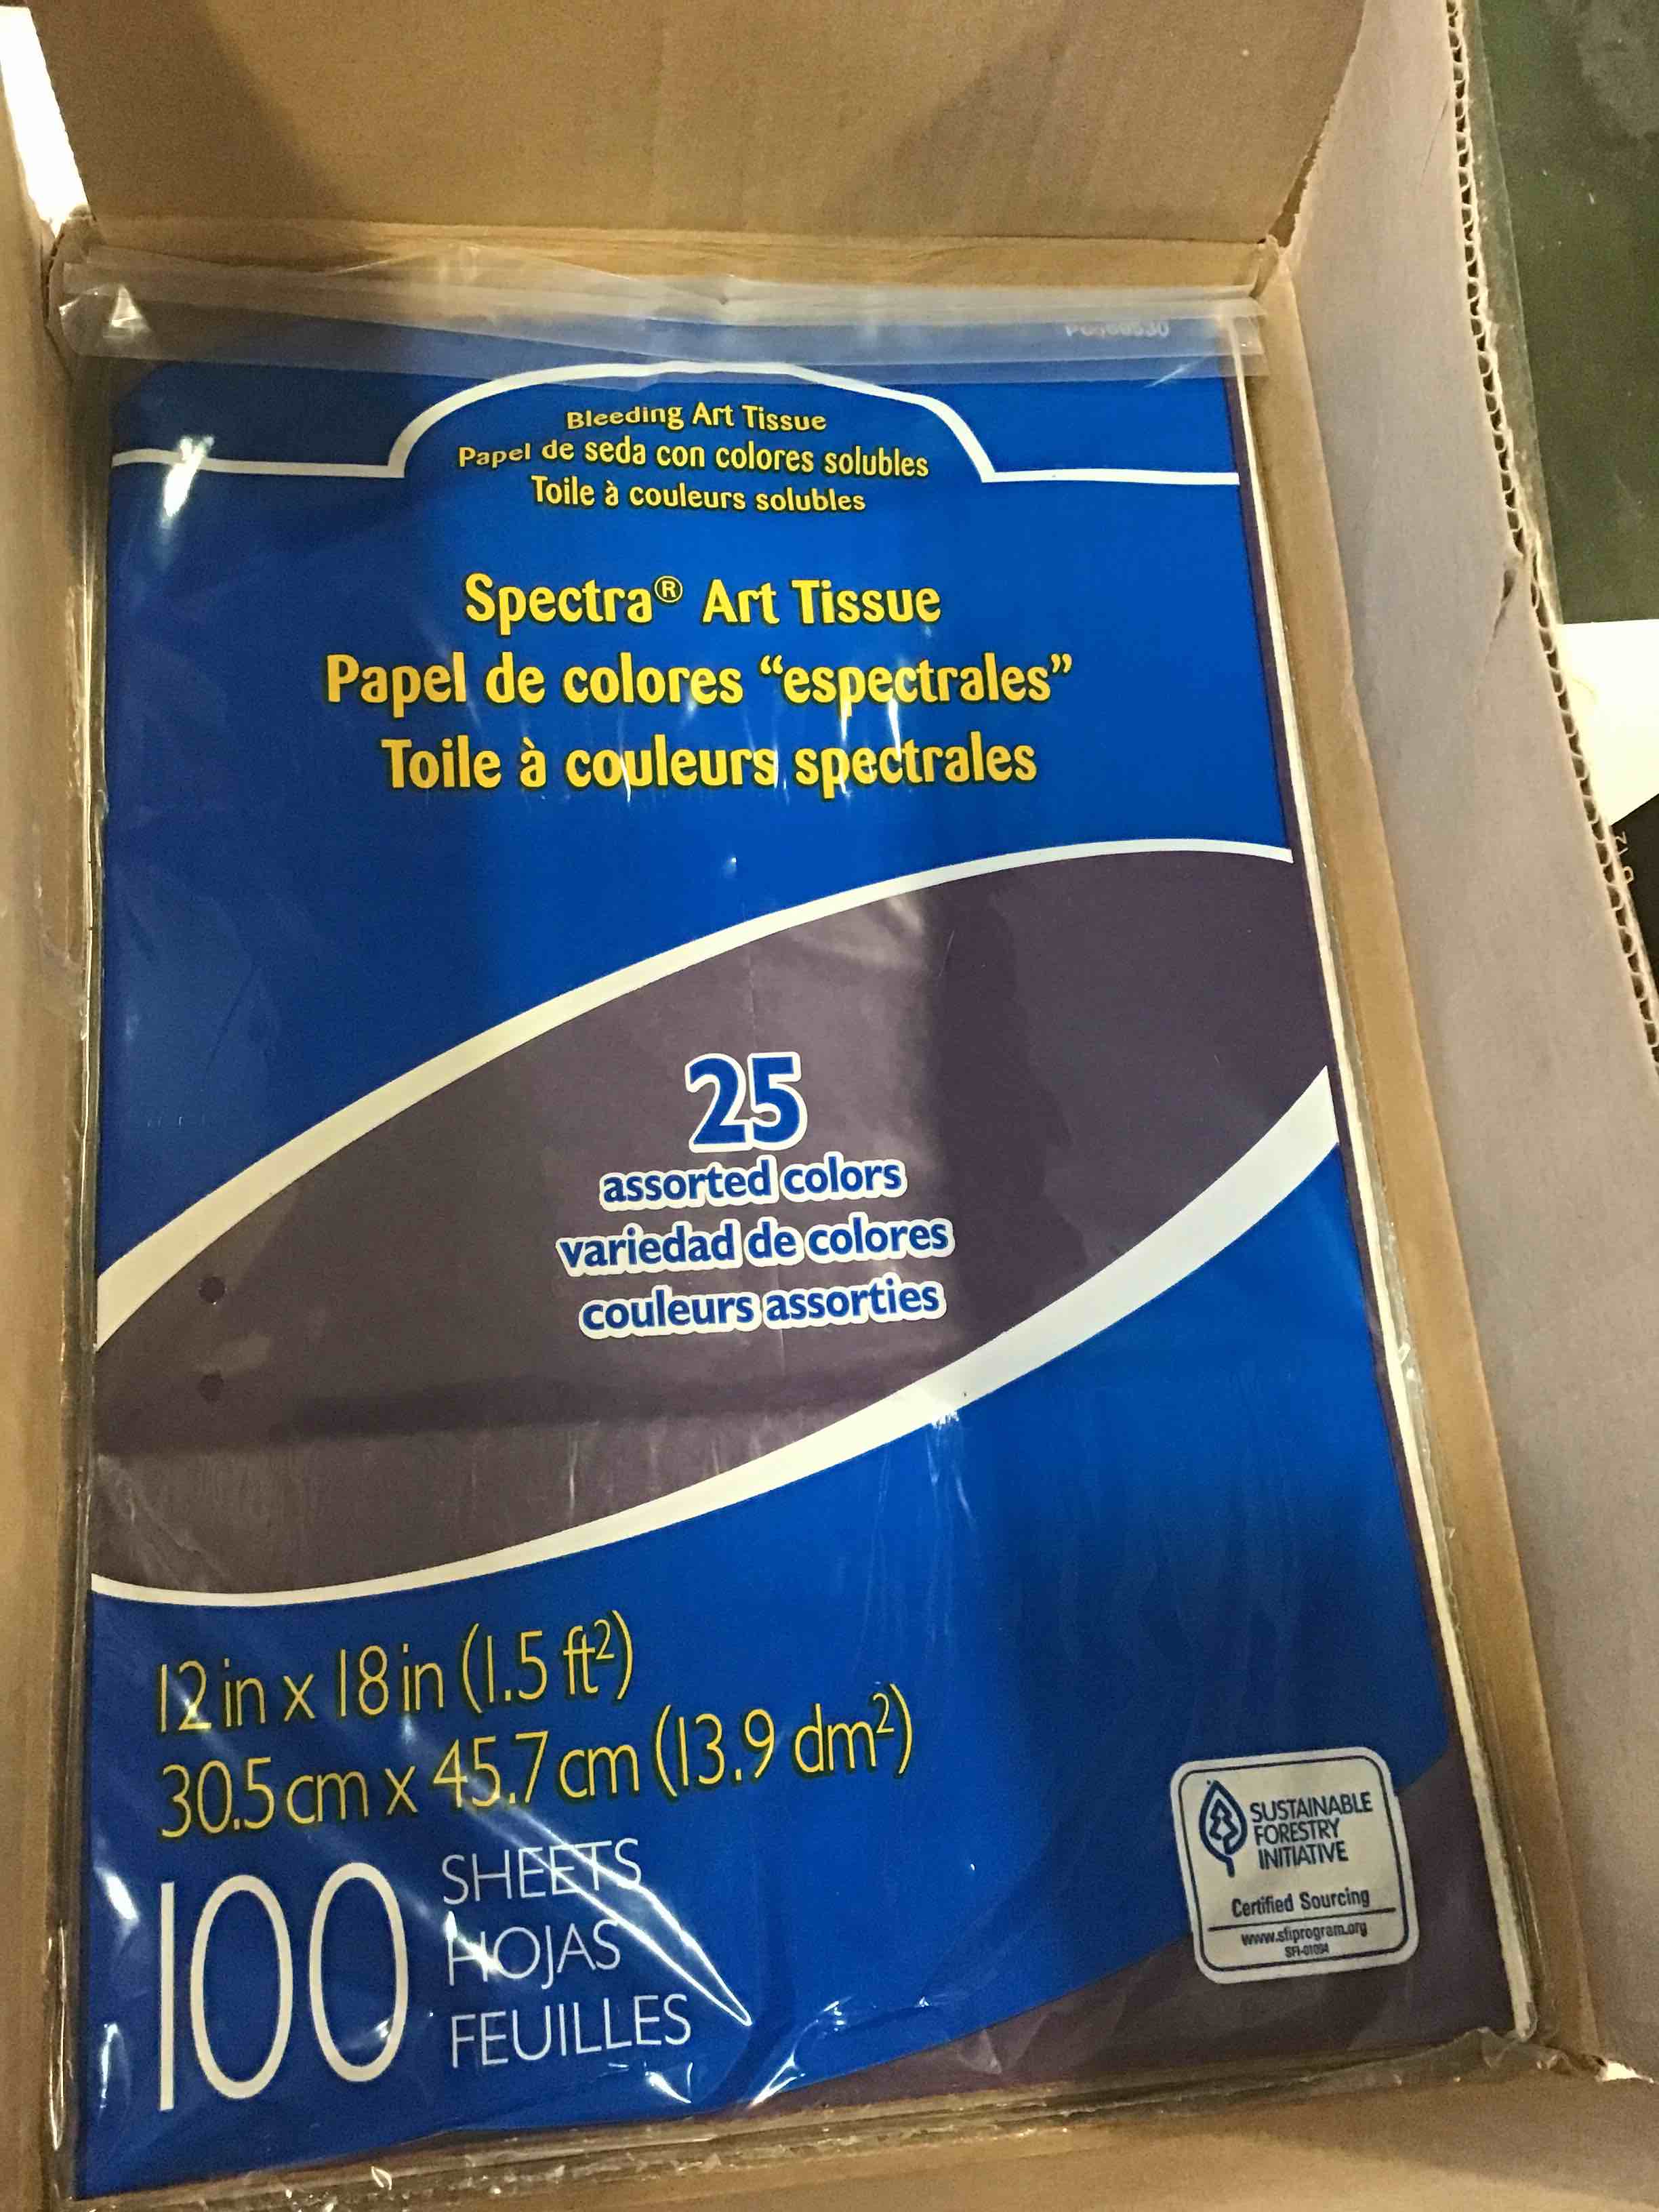 Bleeding Art Tissue
Papel de seda con colores solubles
Toile à couleurs solubles
Spectra® Art Tissue
Papel de colores “espectrales”
Toile à couleurs spectrales
25
assorted colors
variedad de colores
couleurs assorties
12 in x 18 in (1.5 ft²)
30.5 cm x 45.7 cm (13.9 dm²)
100 SHEETS
HOJAS
FEUILLES
SUSTAINABLE
FORESTRY
INITIATIVE
Certified Sourcing
www.sfiprogram.org
SFI-01094